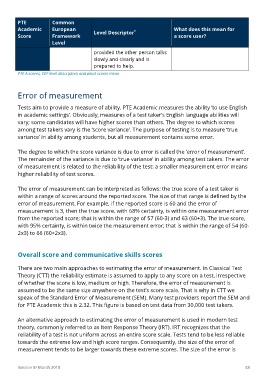 PTE Academic Score
Common European Framework Level
Level Descriptor
What does this mean for a score user?
provided the other person talks
slowly and clearly and is
prepared to help.
PTE Academic, CEF level descriptors and what scores mean
Error of measurement
Tests aim to provide a measure of ability. PTE Academic measures the ability to use English
in academic settings. Obviously, measures of a test taker's English language abilities will
vary; some candidates will have higher scores than others. The degree to which scores
among test takers vary is the 'score variance'. The purpose of testing is to measure 'true
variance' in ability among students, but all measurement contains some error.
The degree to which the score variance is due to error is called the 'error of measurement'.
The remainder of the variance is due to 'true variance' in ability among test takers. The error
of measurement is related to the reliability of the test: a smaller error measurement means
higher reliability of test scores.
The error of measurement can be interpreted as follows: the true score of a test taker is
within a range of scores around the reported score. The size of that range is defined by the
error of measurement. For example, if the reported score is 60 and the error of
measurement is 3, then the true score, with 68% certainty, is within one measurement error
from the reported score; that is within the range of 57 (60-3) and 63 (60+3). The true score,
with 95% certainty, is within twice the measurement error; that is within the range of 54 (60-
2x3) to 66 (60+2x3).
Overall score and communicative skills scores
There are two main approaches to estimating the error of measurement. In Classical Test
Theory (CTT) the reliability estimate is assumed to apply to any score on a test, irrespective
of whether the score is low, medium or high. Therefore, the error of measurement is
assumed to be the same size anywhere on the test's score scale. That is why in CTT we
speak of the Standard Error of Measurement (SEM). Many test providers report the SEM and
for PTE Academic this is 2.32. This figure is based on test data from 30,000 test takers.
An alternative approach to estimating the error of measurement is used in modern test
theory, commonly referred to as Item Response Theory (IRT). IRT recognizes that the
reliability of a test is not uniform across an entire score scale. Tests tend to be less reliable
towards the extreme low and high score ranges. Consequently, the size of the error of
measurement tends to be larger towards these extreme scores. The size of the error is
March 2019